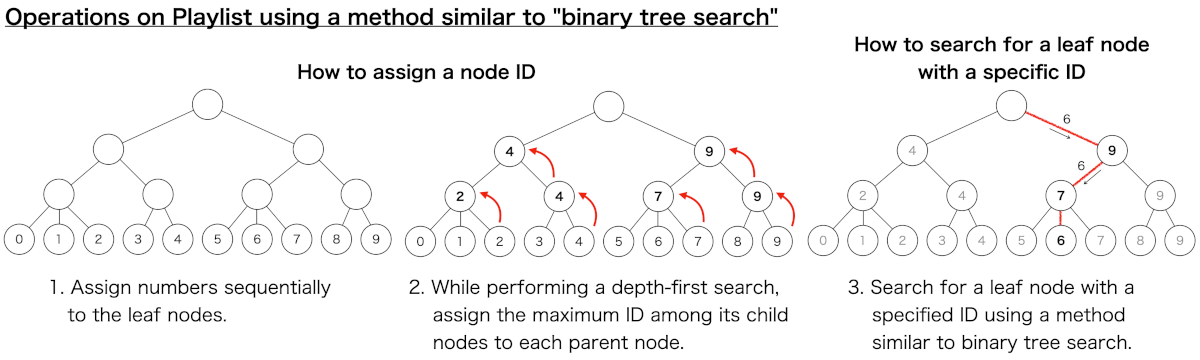 Operations on Playlist using a method similar to "binary tree search"
How to assign a node ID
0 1 2 3 4 5 6 7 8 9
1. Assign numbers sequentially
to the leaf nodes.
4 9
2 4 7 9
0 1 2 3 4 5 6 7 8 9
2. While performing a depth-first search,
assign the maximum ID among its child
nodes to each parent node.
How to search for a leaf node
with a specific ID
6
4 9
6
2 4 7 9
0 1 2 3 4 5 6 7 8 9
3. Search for a leaf node with a
specified ID using a method
similar to binary tree search.